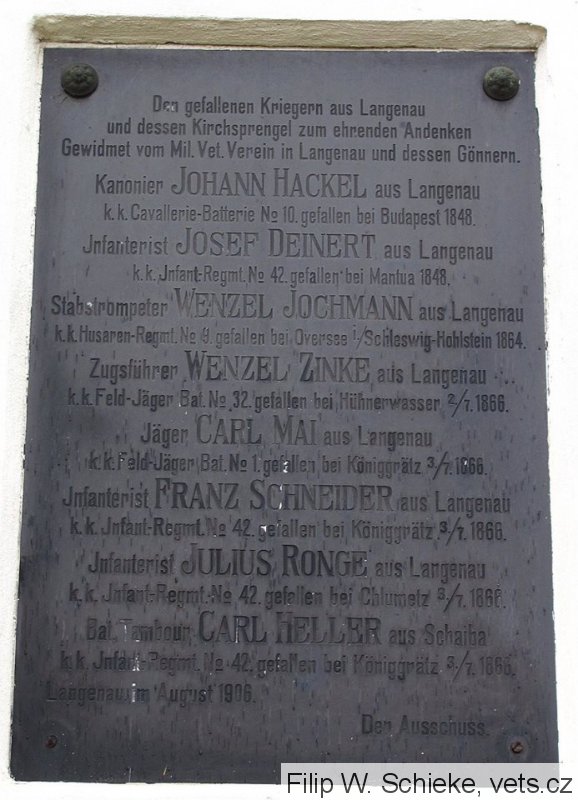 Den gefallenen Kriegern aus Langenau
und dessen Kirchsprengel zum ehrenden Andenken
Gewidmet vom Mil. Vet. Verein in Langenau und dessen Gönnern.
Kanonier JOHANN HACKEL aus Langenau
k. k. Cavallerie-Batterie No 10. gefallen bei Budapest 1848.
Jnfanterist JOSEF DEINERT aus Langenau
k. k. Jnfant-Regmt. No 42. gefallen bei Mantua 1848.
Stabstrompeter WENZEL JOCHMANN aus Langenau
k. k. Husaren-Regmt. No 9. gefallen bei Oversee i/Schleswig-Hohlstein 1864.
Zugsführer WENZEL ZINKE aus Langenau
k. k. Feld-Jäger Bat. No 32. gefallen bei Hühnerwasser 2/7. 1866.
Jäger CARL MAI aus Langenau
k. k. Feld-Jäger Bat. No 1. gefallen bei Königgrätz 3/7. 1866.
Jnfanterist FRANZ SCHNEIDER aus Langenau
k. k. Jnfant-Regmt. No 42. gefallen bei Königgrätz 3/7. 1866.
Jnfanterist JULIUS RONGE aus Langenau
k. k. Jnfant-Regmt. No 42. gefallen bei Chlumetz 3/7. 1866.
Bat. Tambour CARL HELLER aus Schaiba
k. k. Jnfant-Regmt. No 42. gefallen bei Königgrätz 3/7. 1866.
Langenau im August 1906.
Der Ausschuss.
Filip W. Schieke, vets.cz